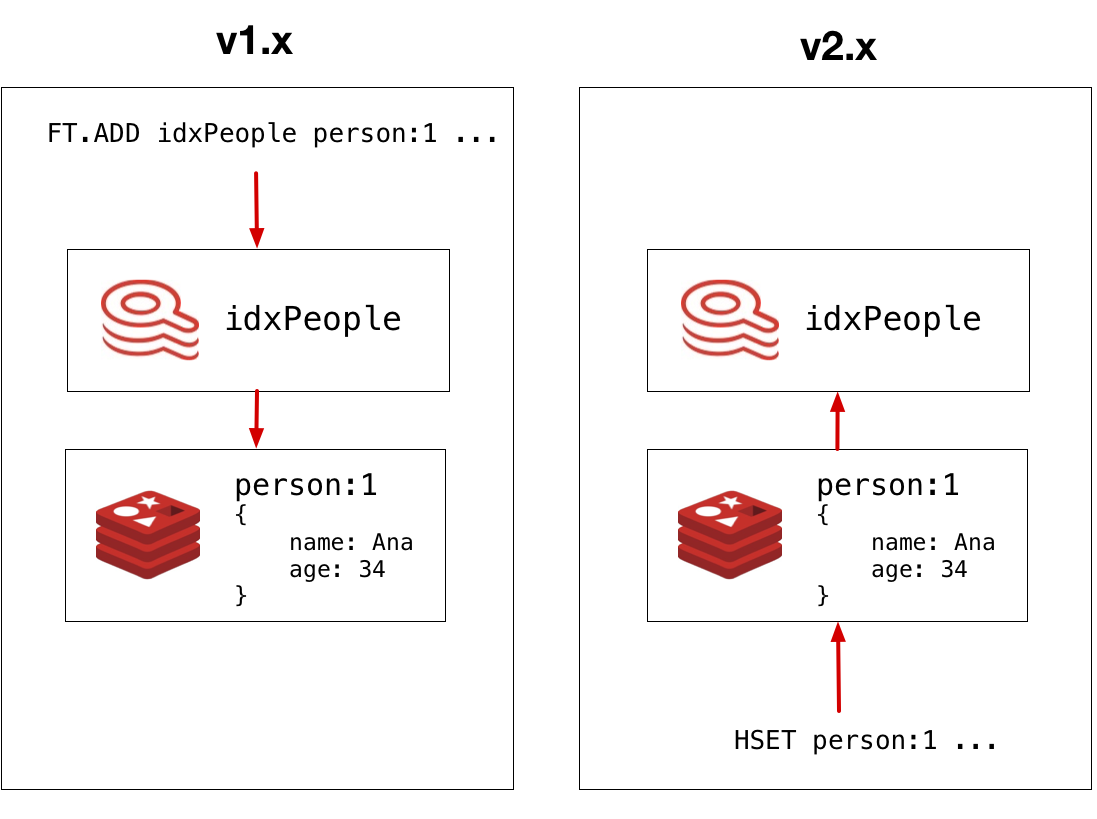 v1.x
FT.ADD idxPeople person:1 ...
idxPeople
person:1
{
name: Ana
age: 34
}
v2.x
idxPeople
person:1
{
name: Ana
age: 34
}
HSET person:1 ...